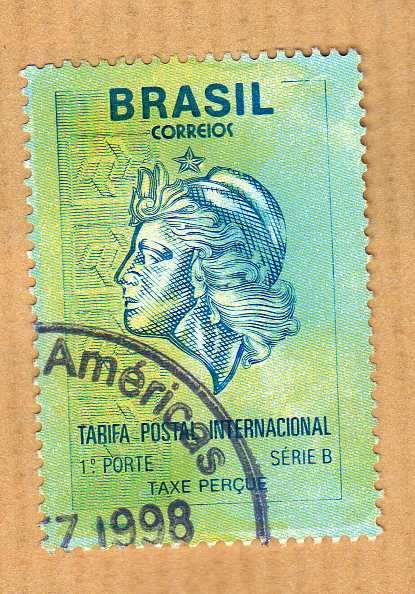 BRASIL
CORREIOS
Américas
TARIFA POSTAL INTERNACIONAL
1º PORTE SÉRIE B
TAXE PERÇUE
1998